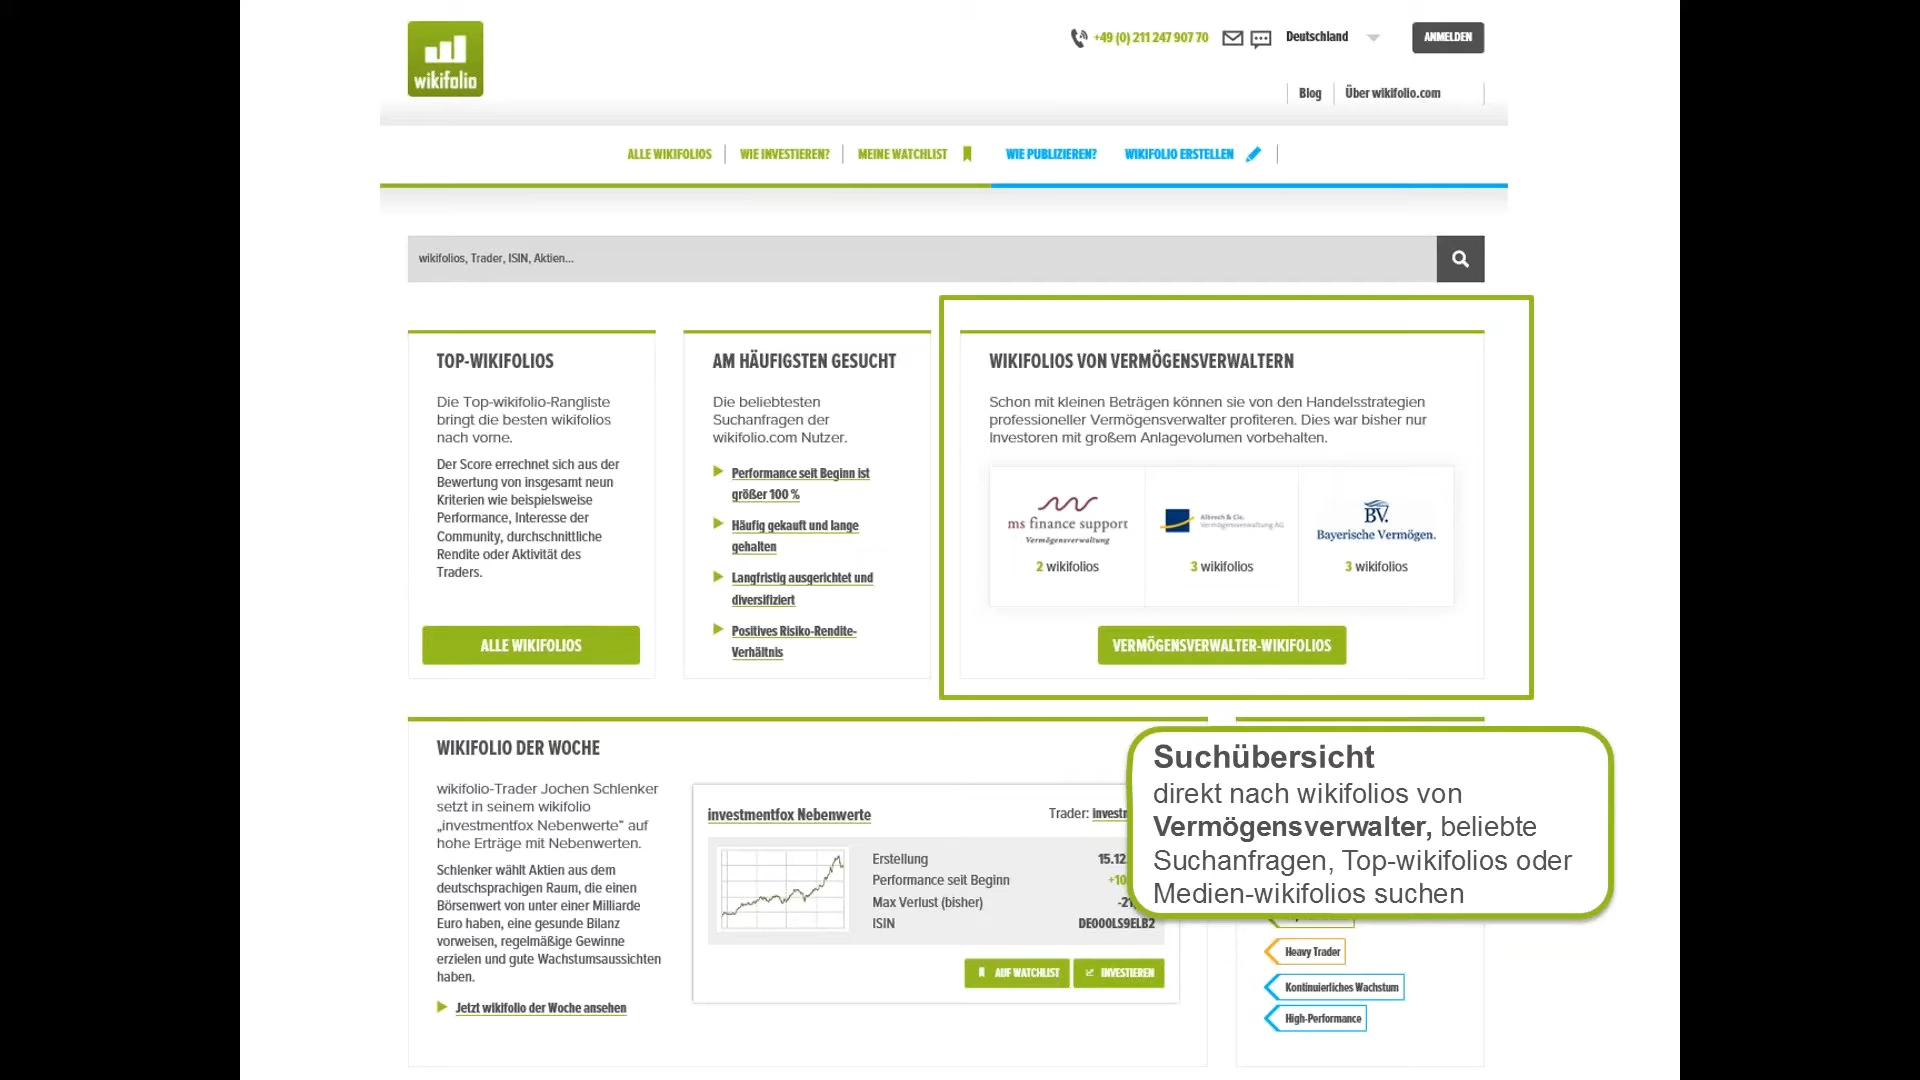 wikifolio
+49 (0) 211 247 907 70
Deutschland
ANMELDEN
Blog
Über wikifolio.com
ALLE WIKIFOLIOS
WIE INVESTIEREN?
MEINE WATCHLIST
WIE PUBLIZIEREN?
WIKIFOLIO ERSTELLEN
wikifolios, Trader, ISIN, Aktien...
TOP-WIKIFOLIOS
Die Top-wikifolio-Rangliste
bringt die besten wikifolios
nach vorne.
Der Score errechnet sich aus der
Bewertung von insgesamt neun
Kriterien wie beispielsweise
Performance, Interesse der
Community, durchschnittliche
Rendite oder Aktivität des
Traders.
ALLE WIKIFOLIOS
AM HÄUFIGSTEN GESUCHT
Die beliebtesten
Suchanfragen der
wikifolio.com Nutzer.
Performance seit Beginn ist
größer 100 %
Häufig gekauft und lange
gehalten
Langfristig ausgerichtet und
diversifiziert
Positives Risiko-Rendite-
Verhältnis
WIKIFOLIOS VON VERMÖGENSVERWALTERN
Schon mit kleinen Beträgen können sie von den Handelsstrategien
professioneller Vermögensverwalter profitieren. Dies war bisher nur
Investoren mit großem Anlagevolumen vorbehalten.
ms finance support
Vermögensverwaltung
2 wikifolios
Albrech & Cie.
Vermögensverwaltung AG
3 wikifolios
BV.
Bayerische Vermögen.
3 wikifolios
VERMÖGENSVERWALTER-WIKIFOLIOS
WIKIFOLIO DER WOCHE
wikifolio-Trader Jochen Schlenker
setzt in seinem wikifolio
„investmentfox Nebenwerte“ auf
hohe Erträge mit Nebenwerten.
Schlenker wählt Aktien aus dem
deutschsprachigen Raum, die einen
Börsenwert von unter einer Milliarde
Euro haben, eine gesunde Bilanz
vorweisen, regelmäßige Gewinne
erzielen und gute Wachstumsaussichten
haben.
Jetzt wikifolio der Woche ansehen
investmentfox Nebenwerte
Trader:
Erstellung 15.12.
Performance seit Beginn +10
Max Verlust (bisher) -21
ISIN DE000LS9ELB2
AUF WATCHLIST
INVESTIEREN
Suchübersicht
direkt nach wikifolios von
Vermögensverwalter, beliebte
Suchanfragen, Top-wikifolios oder
Medien-wikifolios suchen
Heavy Trader
Kontinuierliches Wachstum
High-Performance